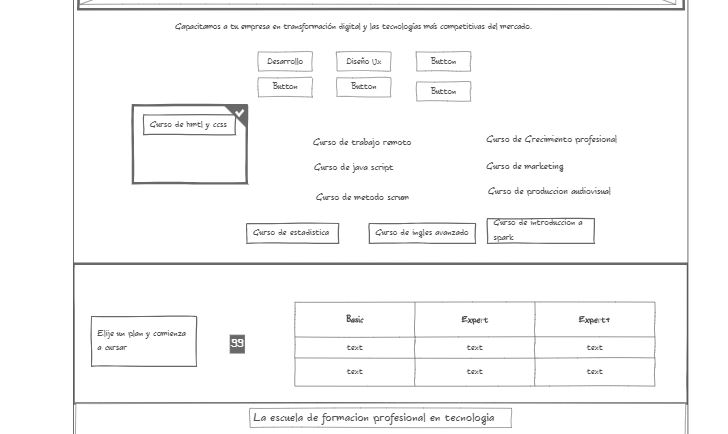 Capacitamos a tu empresa en transformación digital y las tecnologías más competitivas del mercado.
Desarrollo
Diseño Ux
Button
Button
Button
Button
Curso de hmtl y ccss
Curso de trabajo remoto
Curso de Crecimiento profesional
Curso de java script
Curso de marketing
Curso de metodo scrum
Curso de produccion audiovisual
Curso de estadistica
Curso de ingles avanzado
Curso de introduccion a
spark
Elije un plan y comienza
a cursar
99
Basic
Expert
Expert+
text
text
text
text
text
text
La escuela de formacion profesional en tecnologia